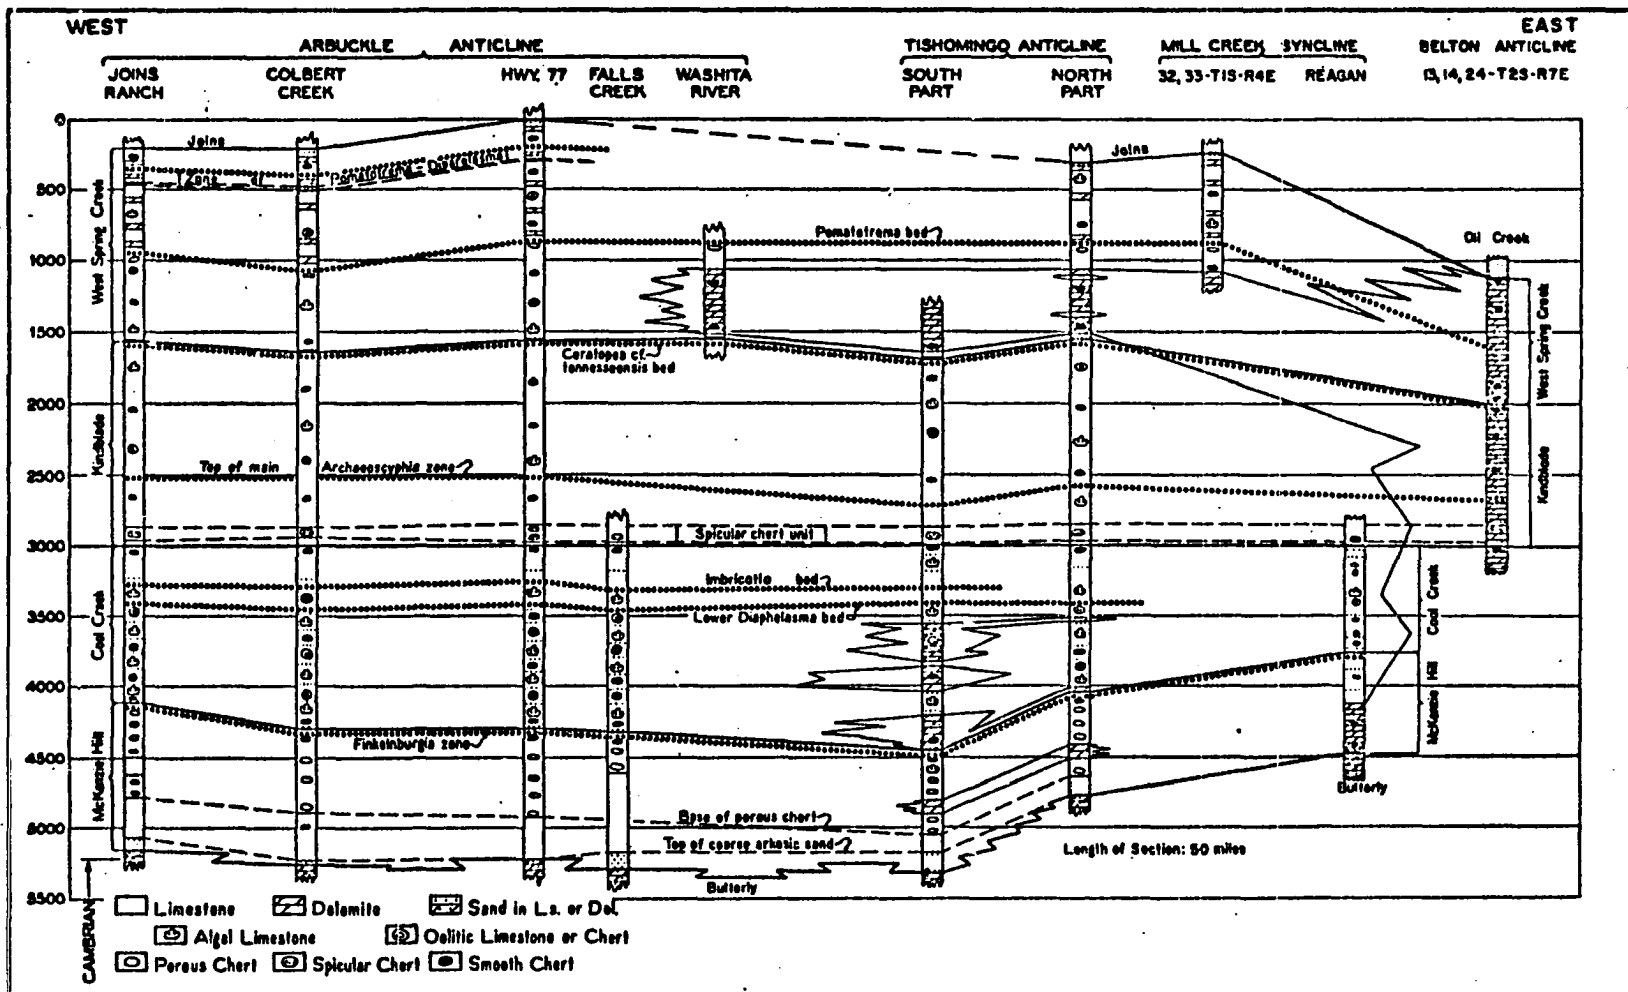 WEST
EAST
ARBUCKLE ANTICLINE
TISHOMINGO ANTICLINE
MILL CREEK SYNCLINE
BELTON ANTICLINE
JOINS RANCH
COLBERT CREEK
HWY. 77
FALLS CREEK
WASHITA RIVER
SOUTH PART
NORTH PART
32, 33-T1S-R4E
REAGAN
13, 14, 24-T2S-R7E
0
500
1000
1500
2000
2500
3000
3500
4000
4500
5000
5500
West Spring Creek
Kindblade
Cool Creek
McKenzie Hill
CAMBRIAN
Joins
Zone of
Joins
Pomatotrema bed
Oil Creek
Ceratopea cf. tennesseensis bed
Top of main Archaeoscyphia zone
Spicular chert unit
Imbricatia bed
Lower Diaphelasma bed
Finkelnburgia zone
Base of porous chert
Top of coarse arkosic sand
Butterly
Butterly
West Spring Creek
Kindblade
Cool Creek
McKenzie Hill
Length of Section: 50 miles
Limestone
Dolomite
Sand in Ls. or Dol.
Algal Limestone
Oolitic Limestone or Chert
Porous Chert
Spicular Chert
Smooth Chert